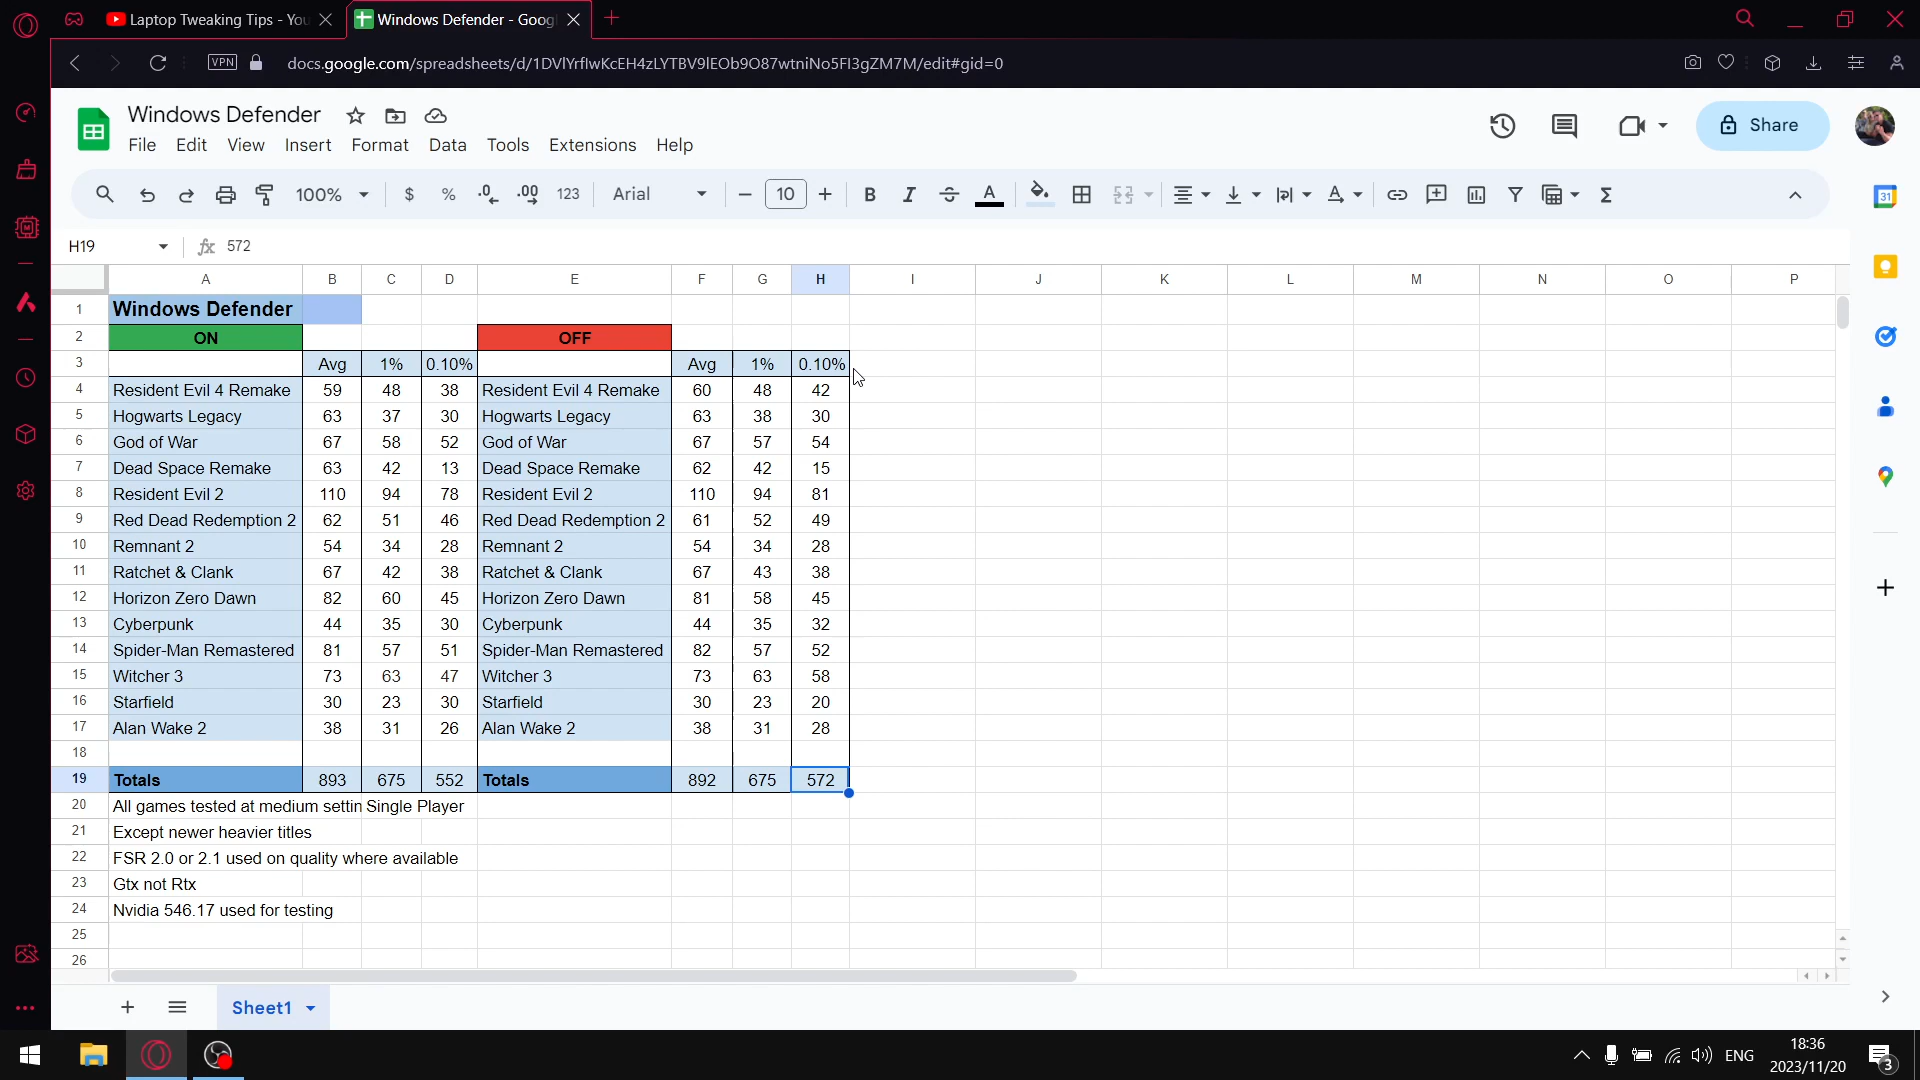 Laptop Tweaking Tips - You
Windows Defender - Goog
VPN
docs.google.com/spreadsheets/d/1DVlYrflwKcEH4zLYTBV9lEOb9O87wtniNo5FI3gZM7M/edit#gid=0
Windows Defender
File Edit View Insert Format Data Tools Extensions Help
Share
100% $ % .0 .00 123 Arial 10 B I A
31
H19 fx 572
A B C D E F G H I J K L M N O P
1 Windows Defender
2 ON OFF
3 Avg 1% 0.10% Avg 1% 0.10%
4 Resident Evil 4 Remake 59 48 38 Resident Evil 4 Remake 60 48 42
5 Hogwarts Legacy 63 37 30 Hogwarts Legacy 63 38 30
6 God of War 67 58 52 God of War 67 57 54
7 Dead Space Remake 63 42 13 Dead Space Remake 62 42 15
8 Resident Evil 2 110 94 78 Resident Evil 2 110 94 81
9 Red Dead Redemption 2 62 51 46 Red Dead Redemption 2 61 52 49
10 Remnant 2 54 34 28 Remnant 2 54 34 28
11 Ratchet & Clank 67 42 38 Ratchet & Clank 67 43 38
12 Horizon Zero Dawn 82 60 45 Horizon Zero Dawn 81 58 45
13 Cyberpunk 44 35 30 Cyberpunk 44 35 32
14 Spider-Man Remastered 81 57 51 Spider-Man Remastered 82 57 52
15 Witcher 3 73 63 47 Witcher 3 73 63 58
16 Starfield 30 23 30 Starfield 30 23 20
17 Alan Wake 2 38 31 26 Alan Wake 2 38 31 28
18
19 Totals 893 675 552 Totals 892 675 572
20 All games tested at medium settin Single Player
21 Except newer heavier titles
22 FSR 2.0 or 2.1 used on quality where available
23 Gtx not Rtx
24 Nvidia 546.17 used for testing
25
26
Sheet1
ENG
18:36
2023/11/20
3